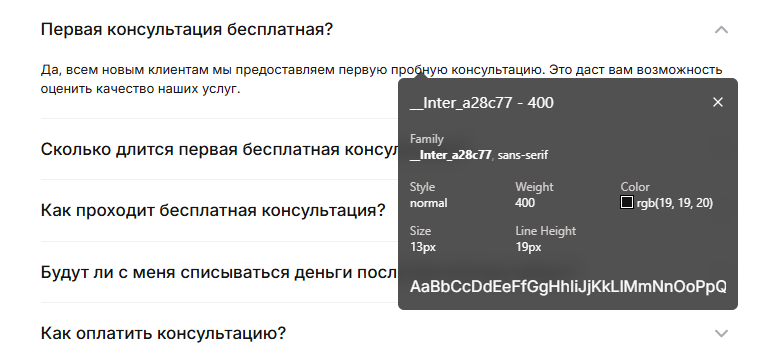 Первая консультация бесплатная?
Да, всем новым клиентам мы предоставляем первую пробную консультацию. Это даст вам возможность
оценить качество наших услуг.
__Inter_a28c77 - 400
Family
__Inter_a28c77, sans-serif
Сколько длится первая бесплатная конс
Style Weight Color
normal 400 rgb(19, 19, 20)
Как проходит бесплатная консультация?
Size Line Height
13px 19px
Будут ли с меня списываться деньги посл
AaBbCcDdEeFfGgHhIiJjKkLlMmNnOoPpQ
Как оплатить консультацию?